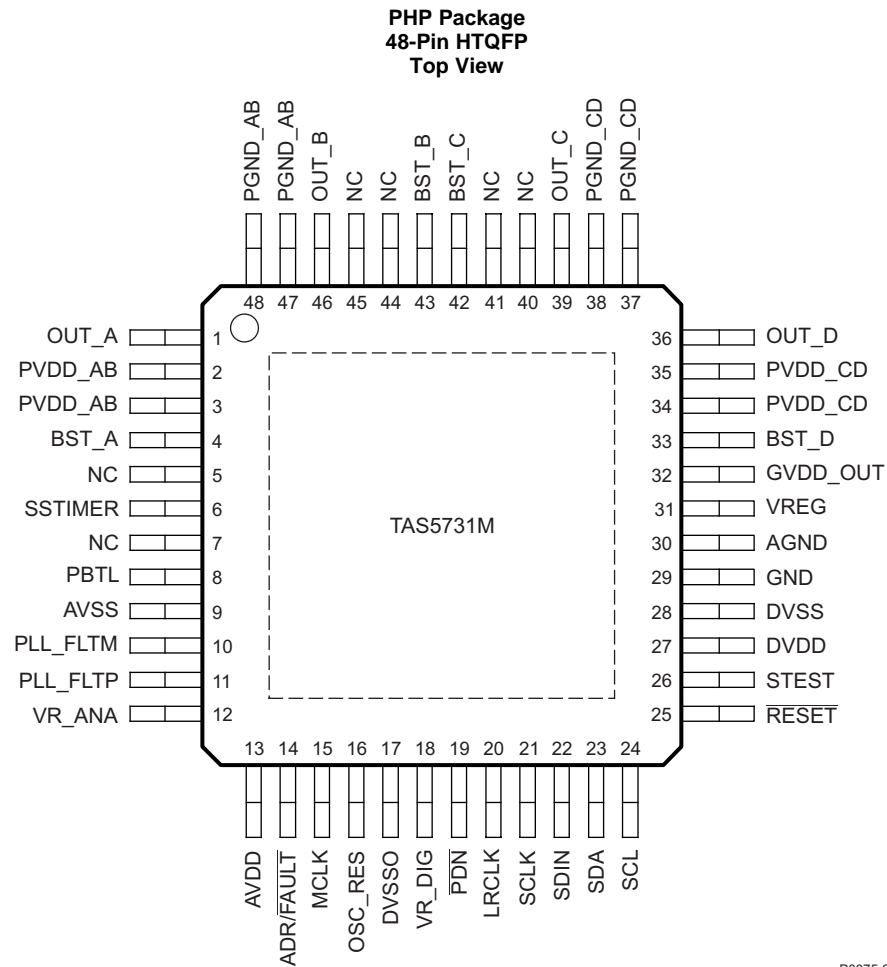 PHP Package
48-Pin HTQFP
Top View
PGND_AB
PGND_AB
OUT_B
NC
NC
BST_B
BST_C
NC
NC
OUT_C
PGND_CD
PGND_CD
48 47 46 45 44 43 42 41 40 39 38 37
OUT_A 1
PVDD_AB 2
PVDD_AB 3
BST_A 4
NC 5
SSTIMER 6
NC 7
PBTL 8
AVSS 9
PLL_FLTM 10
PLL_FLTP 11
VR_ANA 12
TAS5731M
36 OUT_D
35 PVDD_CD
34 PVDD_CD
33 BST_D
32 GVDD_OUT
31 VREG
30 AGND
29 GND
28 DVSS
27 DVDD
26 STEST
25 RESET
13 14 15 16 17 18 19 20 21 22 23 24
AVDD
ADR/FAULT
MCLK
OSC_RES
DVSSO
VR_DIG
PDN
LRCLK
SCLK
SDIN
SDA
SCL